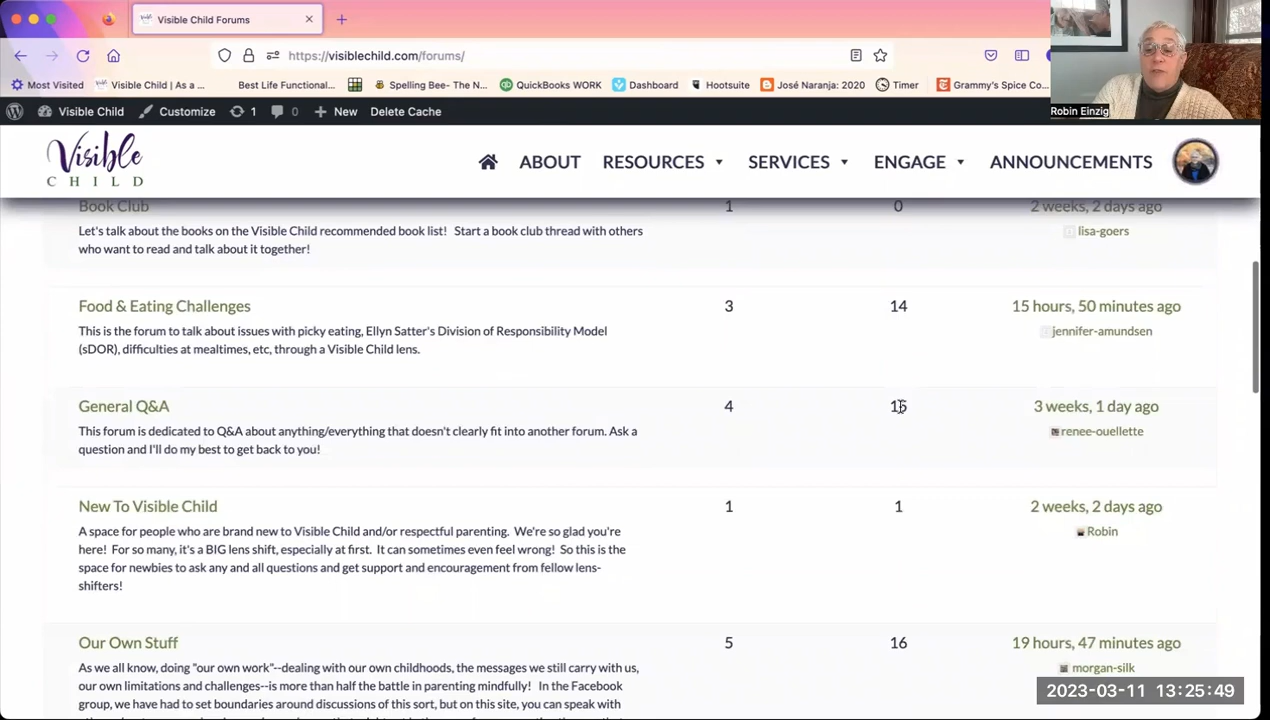 Visible Child Forums
https://visiblechild.com/forums/
Most Visited Visible Child | As a ... Best Life Functional... Spelling Bee- The N... QuickBooks WORK Dashboard Hootsuite José Naranja: 2020 Timer Grammy's Spice Co...
Robin Einzig
Visible Child Customize 1 0 New Delete Cache
Visible
CHILD
ABOUT RESOURCES SERVICES ENGAGE ANNOUNCEMENTS
Book Club 1 0 2 weeks, 2 days ago
Let's talk about the books on the Visible Child recommended book list! Start a book club thread with others lisa-goers
who want to read and talk about it together!
Food & Eating Challenges 3 14 15 hours, 50 minutes ago
This is the forum to talk about issues with picky eating, Ellyn Satter's Division of Responsibility Model jennifer-amundsen
(sDOR), difficulties at mealtimes, etc, through a Visible Child lens.
General Q&A 4 3 weeks, 1 day ago
This forum is dedicated to Q&A about anything/everything that doesn't clearly fit into another forum. Ask a renee-ouellette
question and I'll do my best to get back to you!
New To Visible Child 1 1 2 weeks, 2 days ago
A space for people who are brand new to Visible Child and/or respectful parenting. We're so glad you're Robin
here! For so many, it's a BIG lens shift, especially at first. It can sometimes even feel wrong! So this is the
space for newbies to ask any and all questions and get support and encouragement from fellow lens-
shifters!
Our Own Stuff 5 16 19 hours, 47 minutes ago
As we all know, doing "our own work"--dealing with our own childhoods, the messages we still carry with us, morgan-silk
our own limitations and challenges--is more than half the battle in parenting mindfully! In the Facebook
group, we have had to set boundaries around discussions of this sort, but on this site, you can speak with
2023-03-11 13:25:49